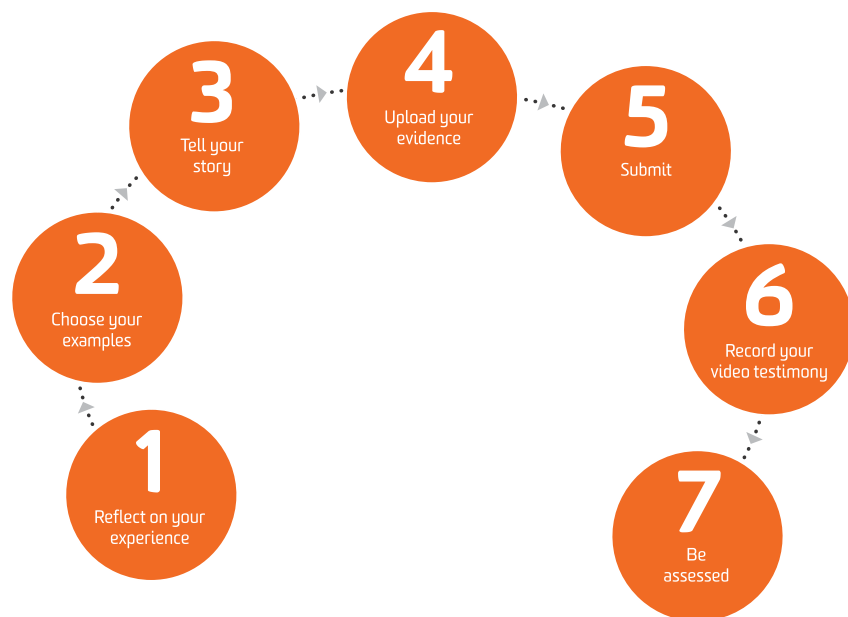 1
Reflect on your
experience
2
Choose your
examples
3
Tell your
story
4
Upload your
evidence
5
Submit
6
Record your
video testimony
7
Be
assessed